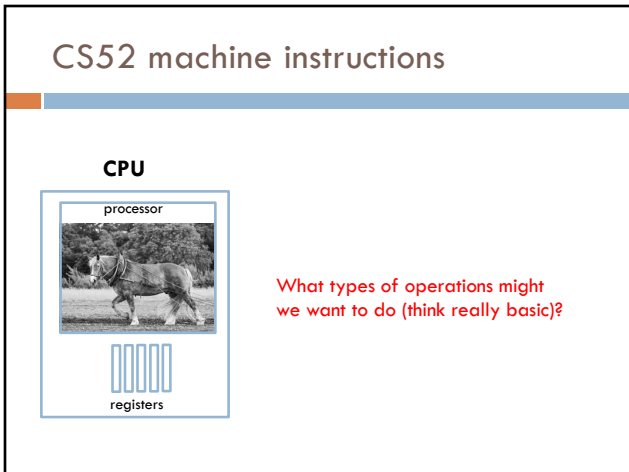 CS52 machine instructions
CPU
processor
registers
What types of operations might
we want to do (think really basic)?